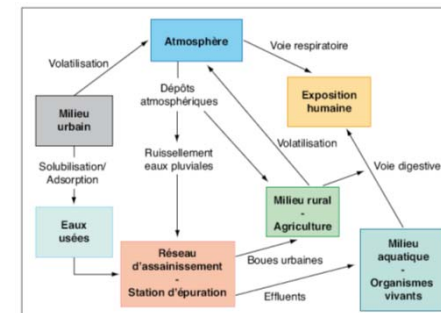 Atmosphère
Voie respiratoire
Volatilisation
Dépôts
atmosphériques
Exposition
humaine
Milieu
urbain
Volatilisation
Ruissellement
eaux pluviales
Voie digestive
Solubilisation/
Adsorption
Milieu rural
-
Agriculture
Eaux
usées
Réseau
d'assainissement
-
Station d'épuration
Boues urbaines
Effluents
Milieu
aquatique
-
Organismes
vivants